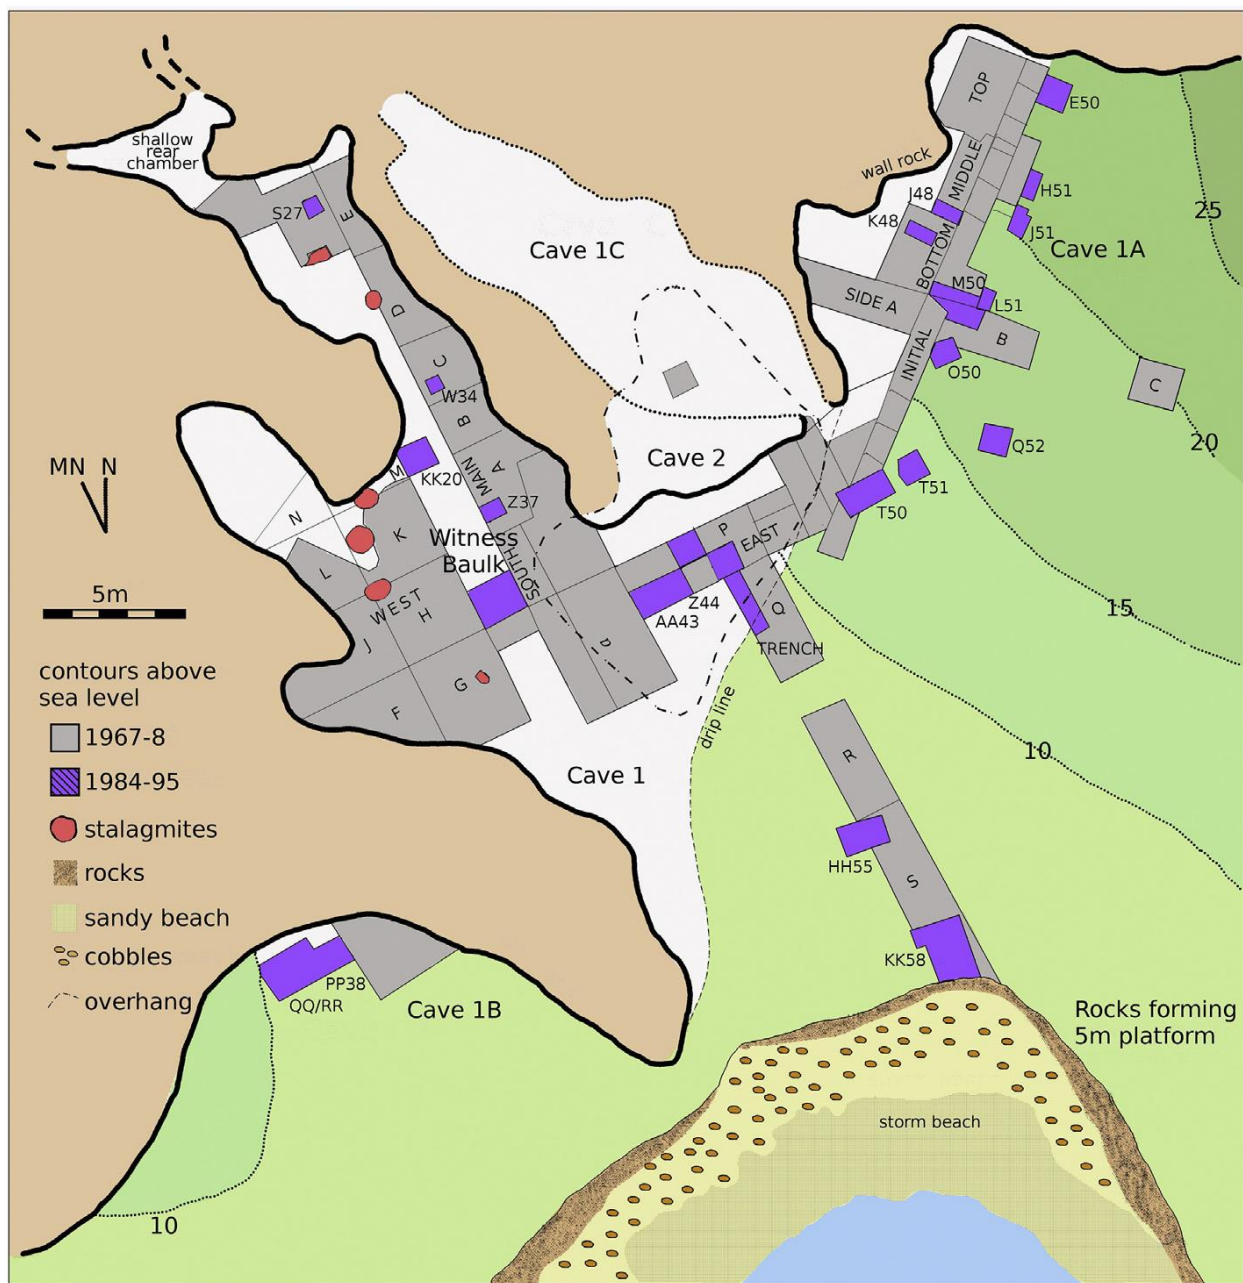 shallow
rear
chamber
TOP
E50
wall rock
MIDDLE
J48
H51
25
S27
E
K48
J51
Cave 1C
BOTTOM
Cave 1A
M50
D
SIDE A
L51
INITIAL
B
C
O50
C
W34
B
Q52
20
MN N
M
KK20
MAIN
A
Cave 2
T51
Z37
T50
N
K
Witness
Baulk
P
EAST
SOUTH
L
5m
WEST
H
Z44
AA43
Q
15
J
a
TRENCH
contours above
sea level
G
F
drip line
1967-8
R
10
Cave 1
1984-95
stalagmites
HH55
rocks
S
sandy beach
cobbles
KK58
PP38
QQ/RR
Cave 1B
overhang
Rocks forming
5m platform
storm beach
10